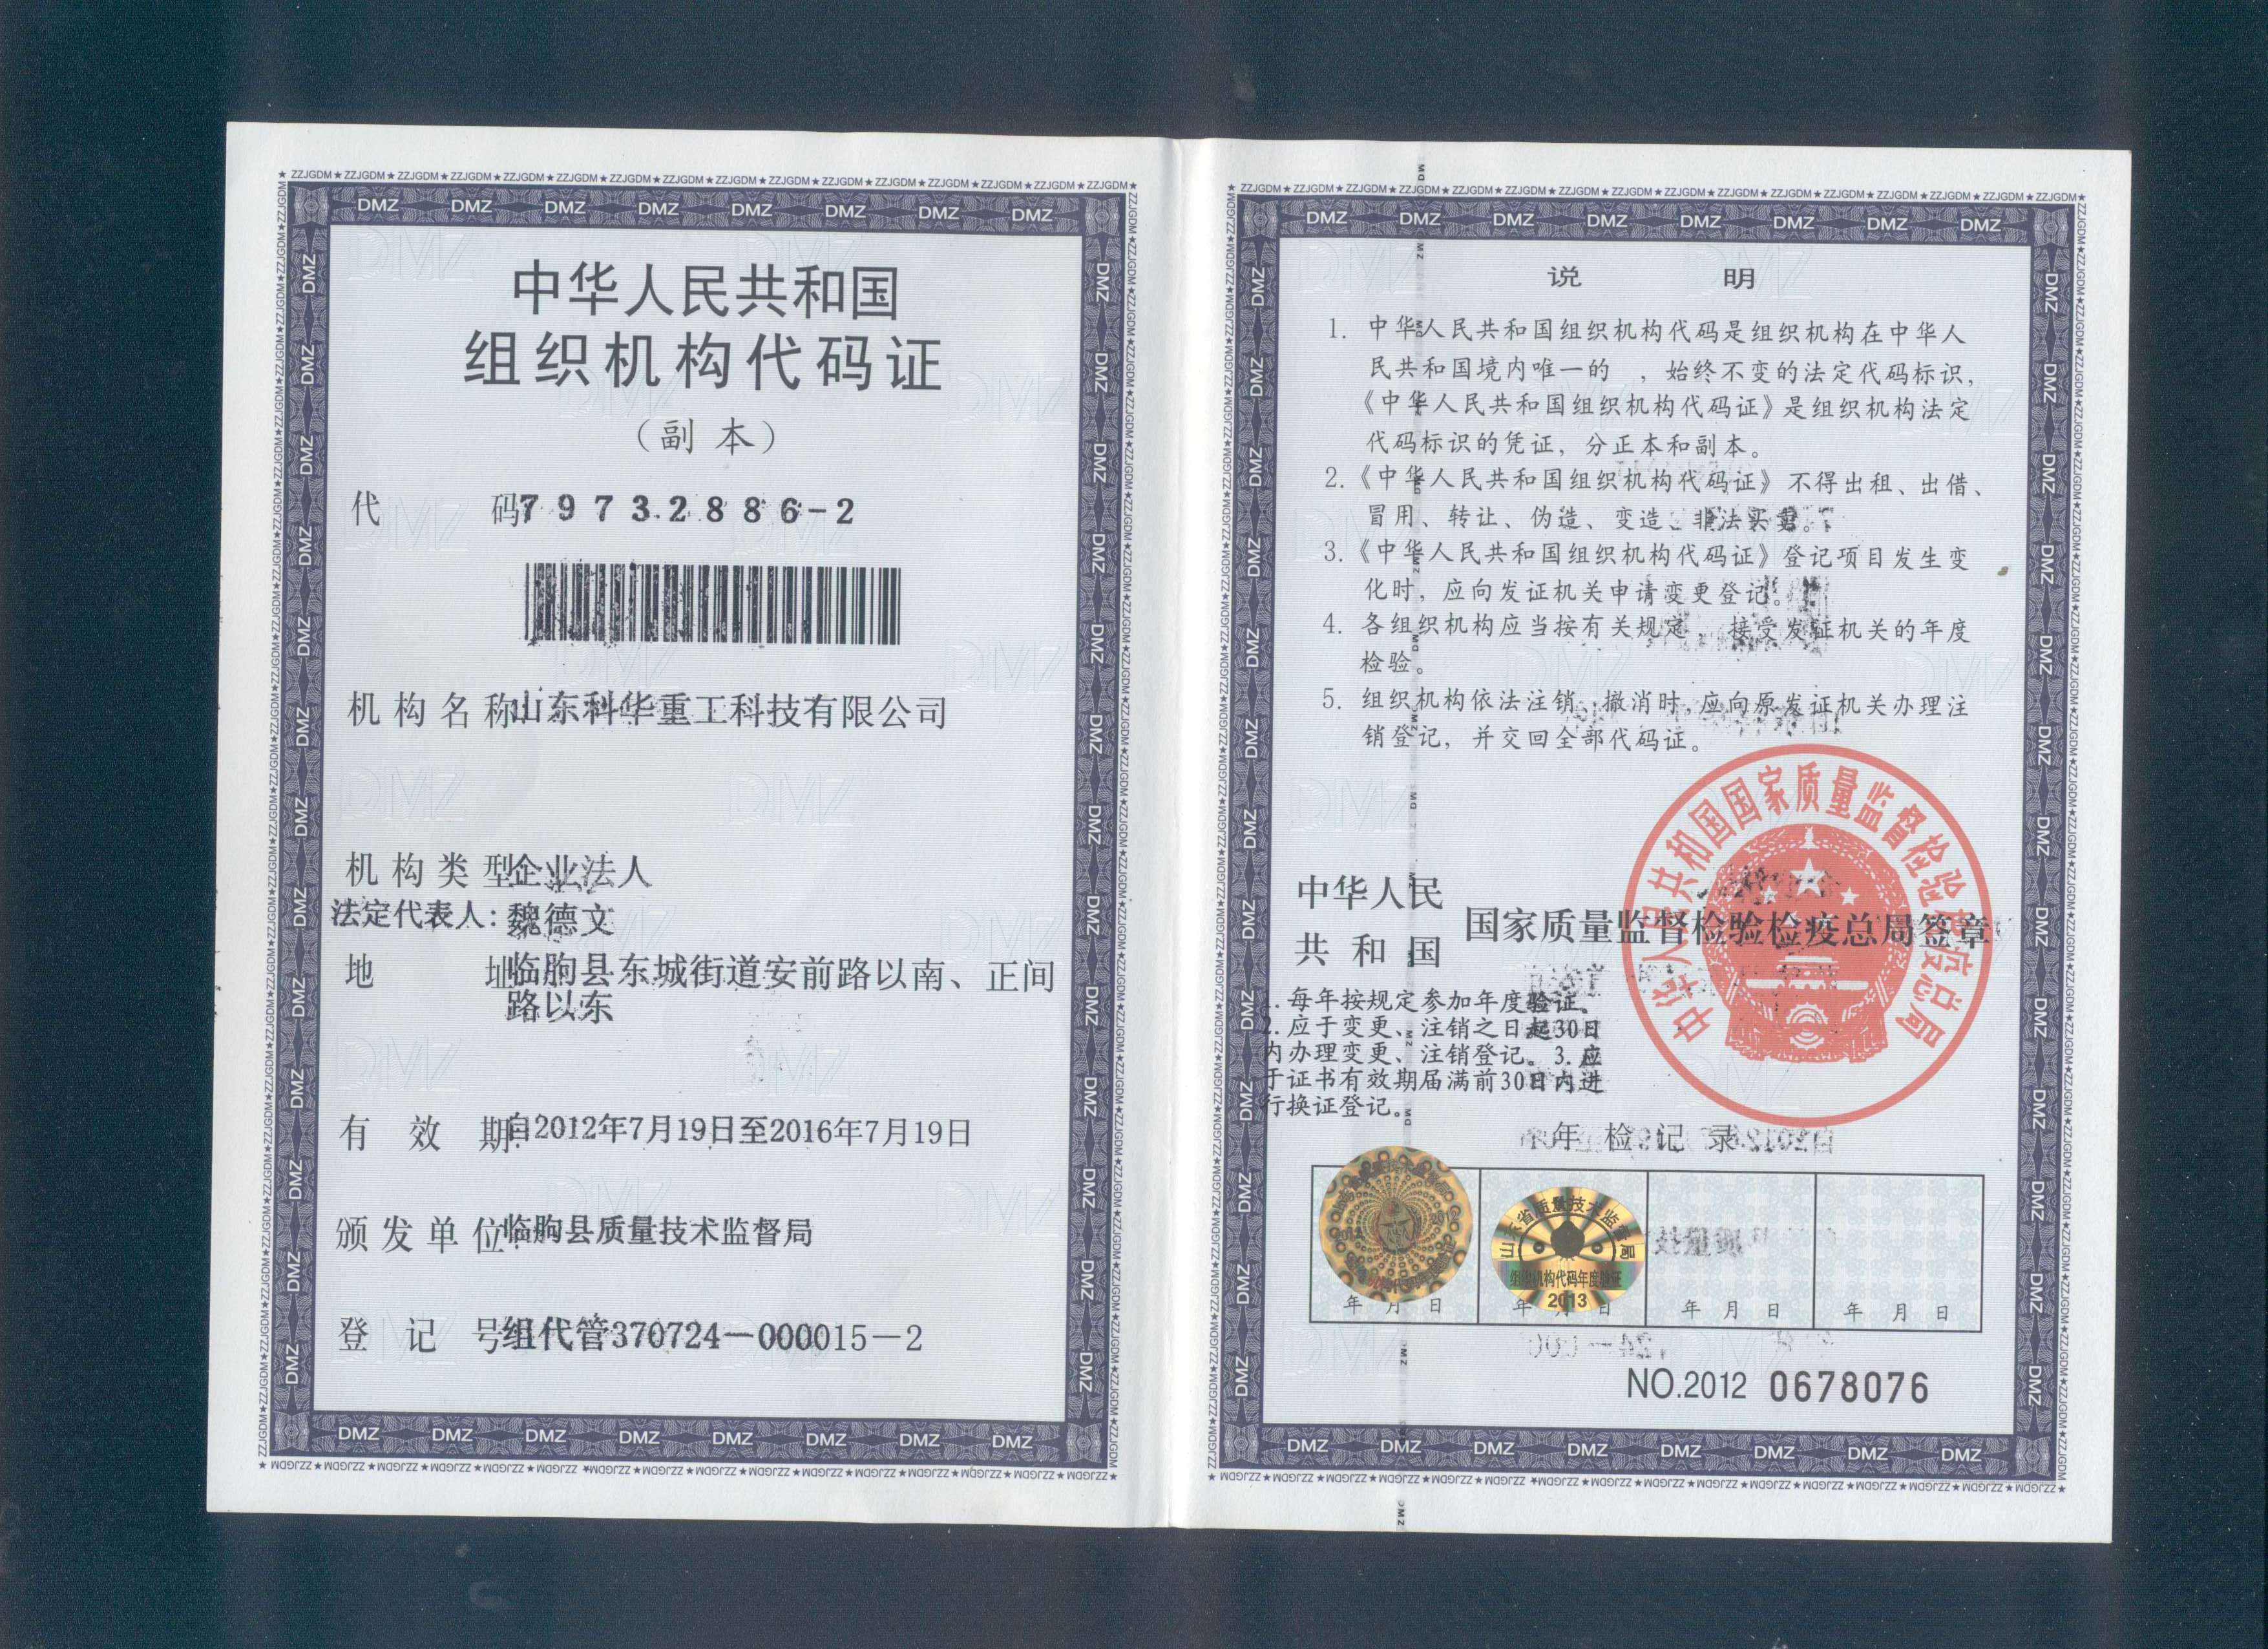 中华人民共和国
组织机构代码证
（副 本）
代 码 79732886-2
机构名称 山东科华重工科技有限公司
机构类型 企业法人
法定代表人：魏德文
地 址 临朐县东城街道安前路以南、正间
路以东
有 效 期 自2012年7月19日至2016年7月19日
颁发单位 临朐县质量技术监督局
登 记 号 组代管370724-000015-2
说 明
1. 中华人民共和国组织机构代码是组织机构在中华人
民共和国境内唯一的 ，始终不变的法定代码标识，
《中华人民共和国组织机构代码证》是组织机构法定
代码标识的凭证，分正本和副本。
2.《中华人民共和国组织机构代码证》不得出租、出借、
冒用、转让、伪造、变造、非法买卖。
3.《中华人民共和国组织机构代码证》登记项目发生变
化时，应向发证机关申请变更登记。
4. 各组织机构应当按有关规定， 接受发证机关的年度
检验。
5. 组织机构依法注销、撤消时，应向原发证机关办理注
销登记，并交回全部代码证。
中华人民
共 和 国
国家质量监督检验检疫总局签章
中华人民共和国国家质量监督检验检疫总局
1.每年按规定参加年度验证。
2.应于变更、注销之日起30日
内办理变更、注销登记。3.应
于证书有效期届满前30日内进
行换证登记。
年 检 记 录
山东省质量技术监督局
组织机构代码年度验证
2013
年 月 日 年 月 日 年 月 日 年 月 日
NO.2012 0678076